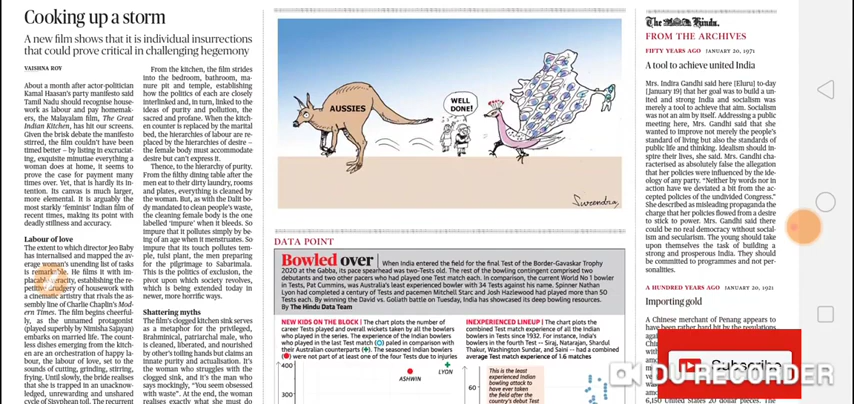 Cooking up a storm
A new film shows that it is individual insurrections
that could prove critical in challenging hegemony
VAISHNA ROY
About a month after actor-politician
Kamal Haasan's party manifesto said
Tamil Nadu should recognise house-
work as labour and pay homemak-
ers, the Malayalam film, The Great
Indian Kitchen, has hit our screens.
Given the brisk debate the manifesto
stirred, the film couldn't have been
timed better – by listing in excruciat-
ing, exquisite minutiae everything a
woman does at home, it seems to
prove the case for payment many
times over. Yet, that is hardly its in-
tention. Its canvas is much larger,
more elemental. It is arguably the
most starkly 'feminist' Indian film of
recent times, making its point with
deadly stillness and accuracy.
Labour of love
The extent to which director Jeo Baby
has internalised and mapped the av-
erage woman's unending list of tasks
He films it with im-
establishing the re-
of housework with
a cinematic artistry that rivals the as-
sembly line of Charlie Chaplin's Mod-
ern Times. The film begins cheerful-
ly, as the unnamed protagonist
(played superbly by Nimisha Sajayan)
embarks on married life. The count-
less dishes emerging from the kitch-
en are an orchestration of happy la-
bour, the labour of love, set to the
sounds of cutting, grinding, stirring,
frying. Until slowly, the bride realises
that she is trapped in an unacknow-
ledged, unrewarded and unshared
cycle of Sisyphean toil. The recurrent
From the kitchen, the film strides
into the bedroom, bathroom, ma-
nure pit and temple, establishing
how the politics of each are closely
interlinked and, in turn, linked to the
ideas of purity and pollution, the
sacred and profane. When the kitch-
en counter is replaced by the marital
bed, the hierarchies of labour are re-
placed by the hierarchies of desire –
the female body must accommodate
desire but can't express it.
Thence, to the hierarchy of purity.
From the filthy dining table after the
men eat to their dirty laundry, rooms
and plates, everything is cleaned by
the woman. But, as with the Dalit bo-
dy mandated to clean people's waste,
the cleaning female body is the one
labelled 'impure' when it bleeds. So
impure that it pollutes simply by be-
ing of an age when it menstruates. So
impure that its touch pollutes tem-
ple, tulsi plant, the men preparing
for the pilgrimage to Sabarimala.
This is the politics of exclusion, the
pivot upon which society revolves,
which is being extended today in
newer, more horrific ways.
Shattering myths
The film's clogged kitchen sink serves
as a metaphor for the privileged,
Brahminical, patriarchal male, who
is cleaned, liberated, and nourished
by other's toiling hands but claims an
innate purity and actualisation. It's
the woman who struggles with the
clogged sink, and it's the man who
says mockingly, "You seem obsessed
with waste." At the end, the woman
realises exactly what she must do
AUSSIES
WELL
DONE!
Surendra
DATA POINT
Bowled over
When India entered the field for the final Test of the Border-Gavaskar Trophy
2020 at the Gabba, its pace spearhead was two-Tests old. The rest of the bowling contingent comprised two
debutants and two other pacers who had played one Test match each. In comparison, the current World No 1 bowler
in Tests, Pat Cummins, was Australia's least experienced bowler with 34 Tests against his name. Spinner Nathan
Lyon had completed a century of Tests and pacemen Mitchell Starc and Josh Hazlewood had played more than 50
Tests each. By winning the David vs. Goliath battle on Tuesday, India has showcased its deep bowling resources.
By The Hindu Data Team
NEW KIDS ON THE BLOCK | The chart plots the number of
career Tests played and overall wickets taken by all the bowlers
who played in the series. The experience of the Indian bowlers
who played in the last Test match ( ) paled in comparison with
their Australian counterparts ( ). The seasoned Indian bowlers
( ) were not part of at least one of the four Tests due to injuries
400
300
ASHWIN
LYON
INEXPERIENCED LINEUP | The chart plots the
combined Test match experience of all the Indian
bowlers in Tests since 1932. For instance, India's
bowlers in the fourth Test – Siraj, Natarajan, Shardul
Thakur, Washington Sundar, and Saini – had a combined
average Test match experience of 1.6 matches
This is the least
experienced Indian
bowling attack to
have ever taken
the field after the
country's debut Test
60
The Hindu.
FROM THE ARCHIVES
FIFTY YEARS AGO JANUARY 20, 1971
A tool to achieve united India
Mrs. Indira Gandhi said here [Eluru] to-day
[January 19] that her goal was to build a un-
ited and strong India and socialism was
merely a tool to achieve that aim. Socialism
was not an aim by itself. Addressing a public
meeting here, Mrs. Gandhi said that she
wanted to improve not merely the people's
standard of living but also the standards of
public life and thinking. Idealism should in-
spire their lives, she said. Mrs. Gandhi cha-
racterised as absolutely false the allegation
that her policies were influenced by the ide-
ology of any party. "Neither by words nor in
action have we deviated a bit from the ac-
cepted policies of the undivided Congress."
She described as misleading propaganda the
charge that her policies flowed from a desire
to stick to power. Mrs. Gandhi said there
could be no real democracy without social-
ism and secularism. The young should take
upon themselves the task of building a
strong and prosperous India. They should
be committed to programmes and not per-
sonalities.
A HUNDRED YEARS AGO JANUARY 20, 1921
Importing gold
A Chinese merchant of Penang appears to
have been rather hard hit by the regulations
6,150 United States 20 dollar pieces. The
Subscribe
DU RECORDER